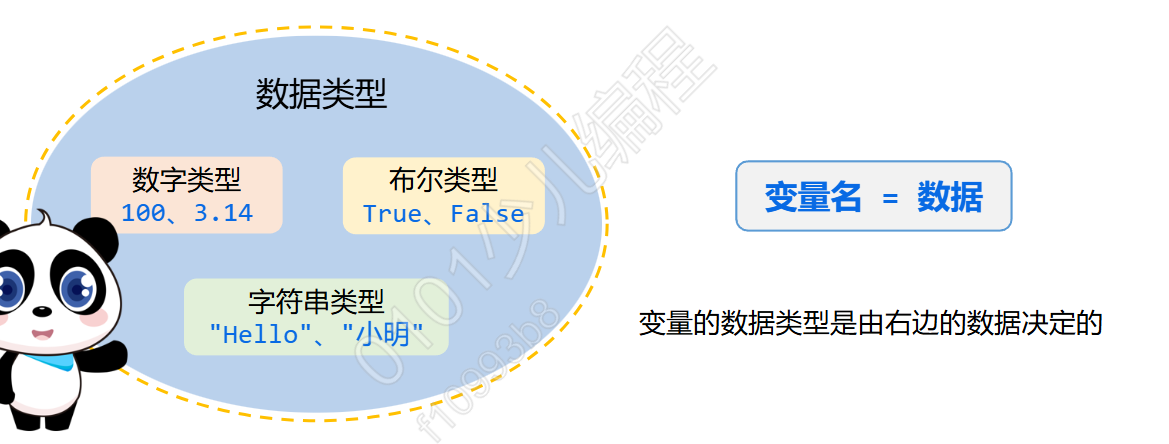 数据类型
数字类型
100、3.14
布尔类型
True、False
字符串类型
"Hello"、"小明"
变量名 = 数据
变量的数据类型是由右边的数据决定的
0101少儿编程
f10993b8